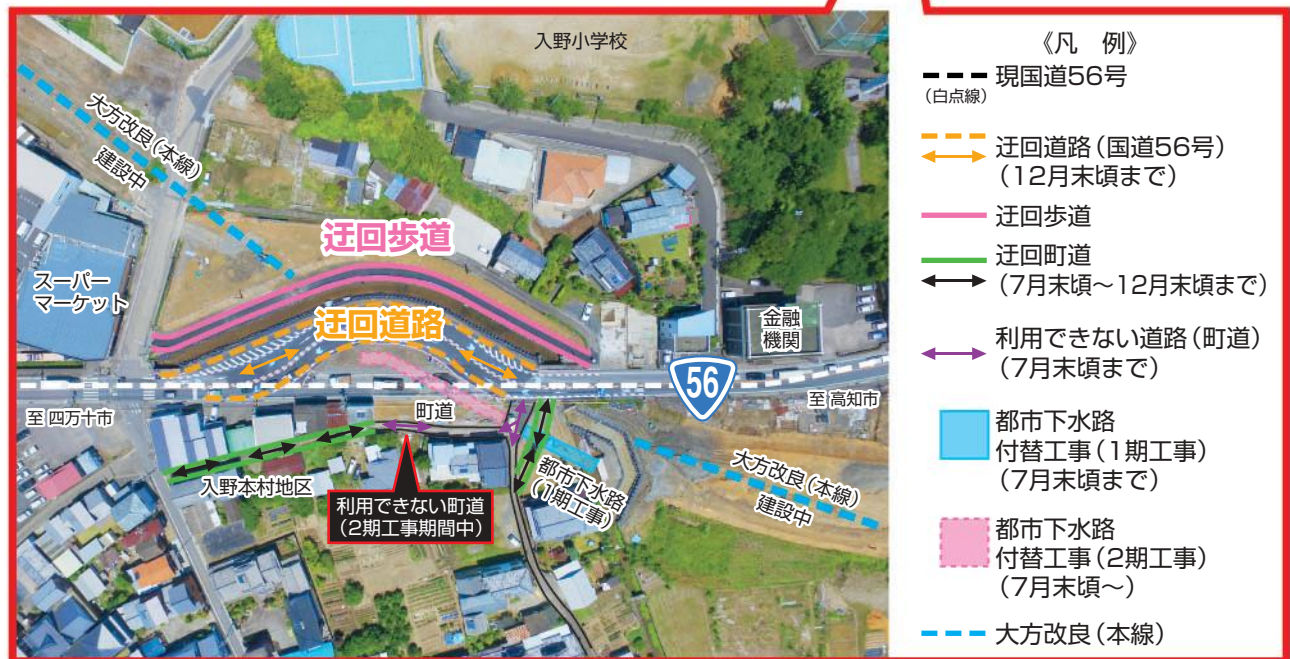 入野小学校
大方改良(本線)
建設中
スーパー
マーケット
迂回歩道
迂回道路
金融
機関
56
至 四万十市
至 高知市
町道
入野本村地区
利用できない町道
(2期工事期間中)
都市下水路
(1期工事)
大方改良(本線)
建設中
《凡 例》
現国道56号
(白点線)
迂回道路(国道56号)
(12月末頃まで)
迂回歩道
迂回町道
(7月末頃~12月末頃まで)
利用できない道路(町道)
(7月末頃まで)
都市下水路
付替工事(1期工事)
(7月末頃まで)
都市下水路
付替工事(2期工事)
(7月末頃~)
大方改良(本線)